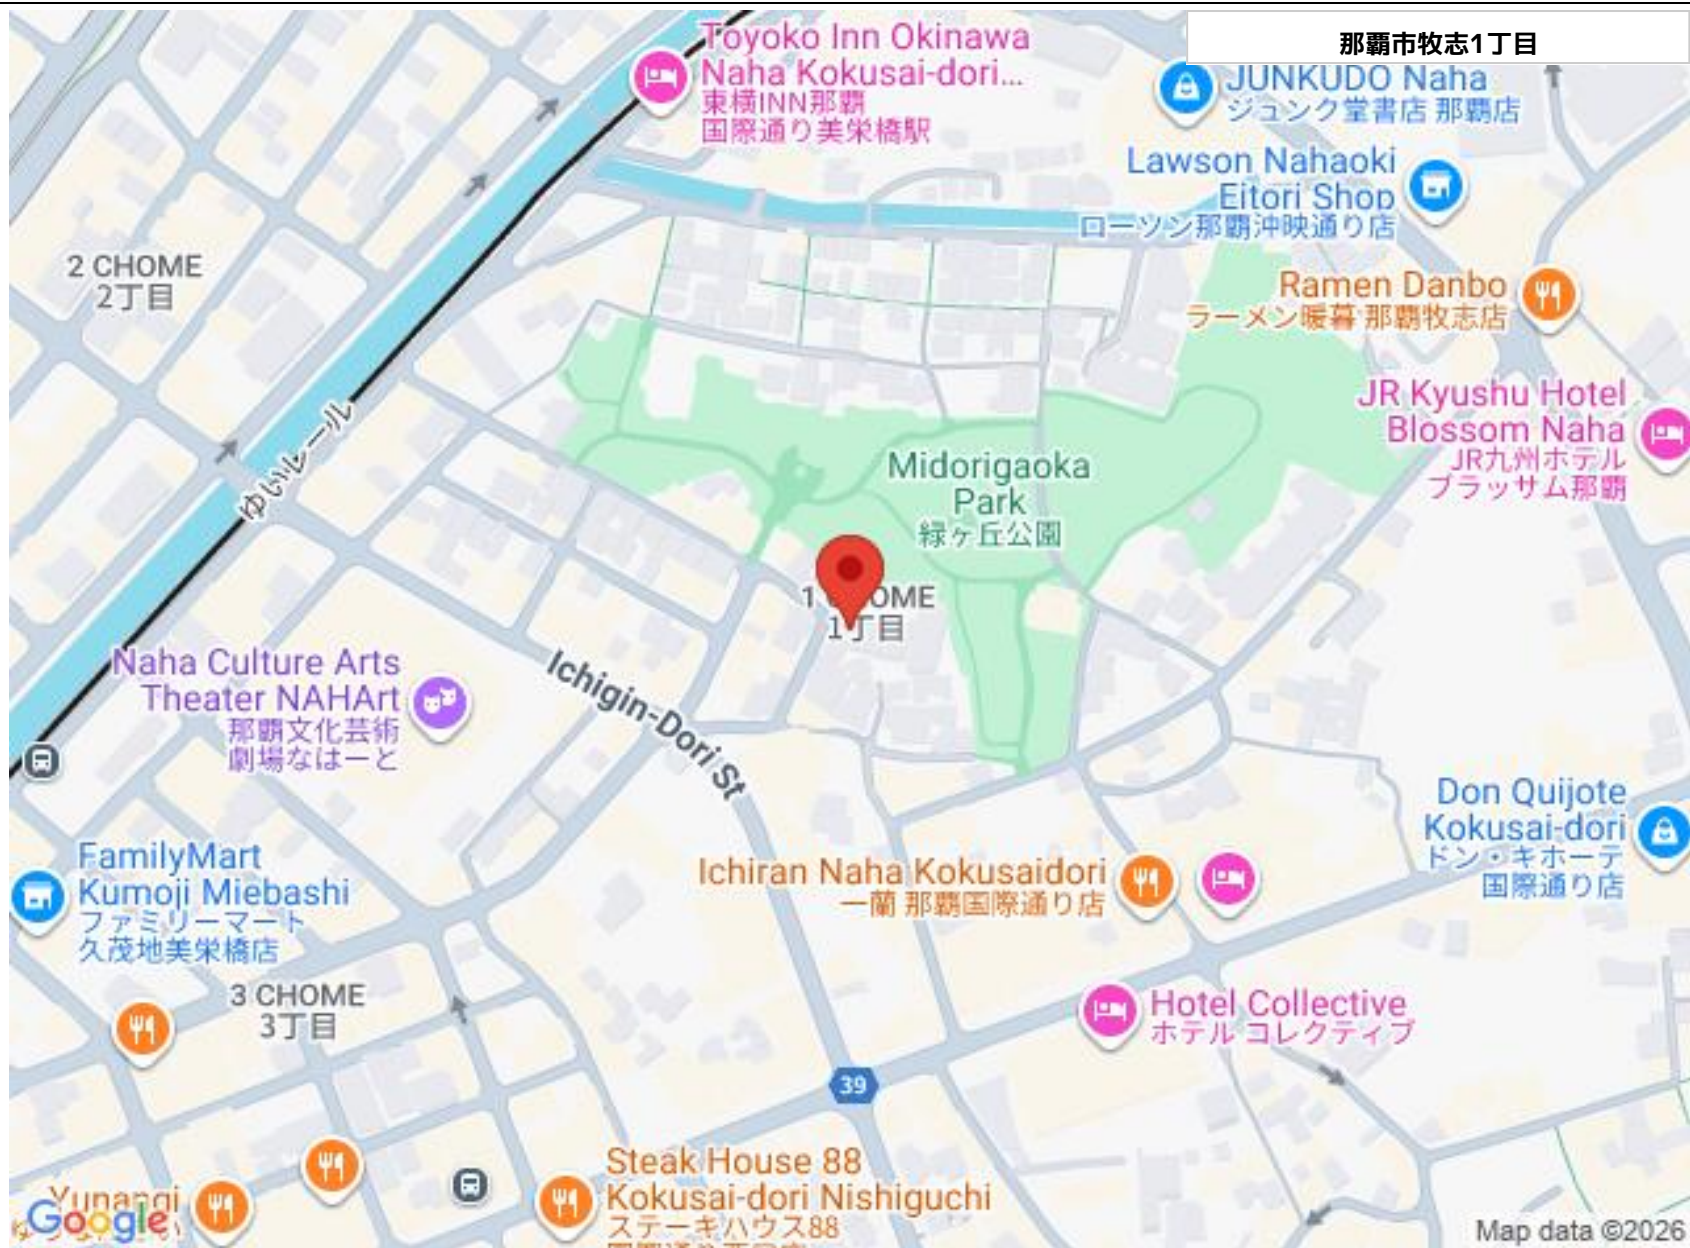 那覇市牧志1丁目
Toyoko Inn Okinawa
Naha Kokusai-dori...
東横INN那覇
国際通り美栄橋駅
JUNKUDO Naha
ジュンク堂書店 那覇店
Lawson Nahaoki
Eitori Shop
ローソン那覇沖映通り店
2 CHOME
2丁目
Ramen Danbo
ラーメン暖暮 那覇牧志店
JR Kyushu Hotel
Blossom Naha
JR九州ホテル
ブラッサム那覇
ゆいレール
Midorigaoka
Park
緑ヶ丘公園
1丁目
Naha Culture Arts
Theater NAHArt
那覇文化芸術
劇場なはーと
Ichigin-Dori St
Don Quijote
Kokusai-dori
ドン・キホーテ
国際通り店
FamilyMart
Kumoji Miebashi
ファミリーマート
久茂地美栄橋店
Ichiran Naha Kokusaidori
一蘭 那覇国際通り店
3 CHOME
3丁目
Hotel Collective
ホテル コレクティブ
39
Steak House 88
Kokusai-dori Nishiguchi
ステーキハウス88
Yunangi
Google
Map data ©2026